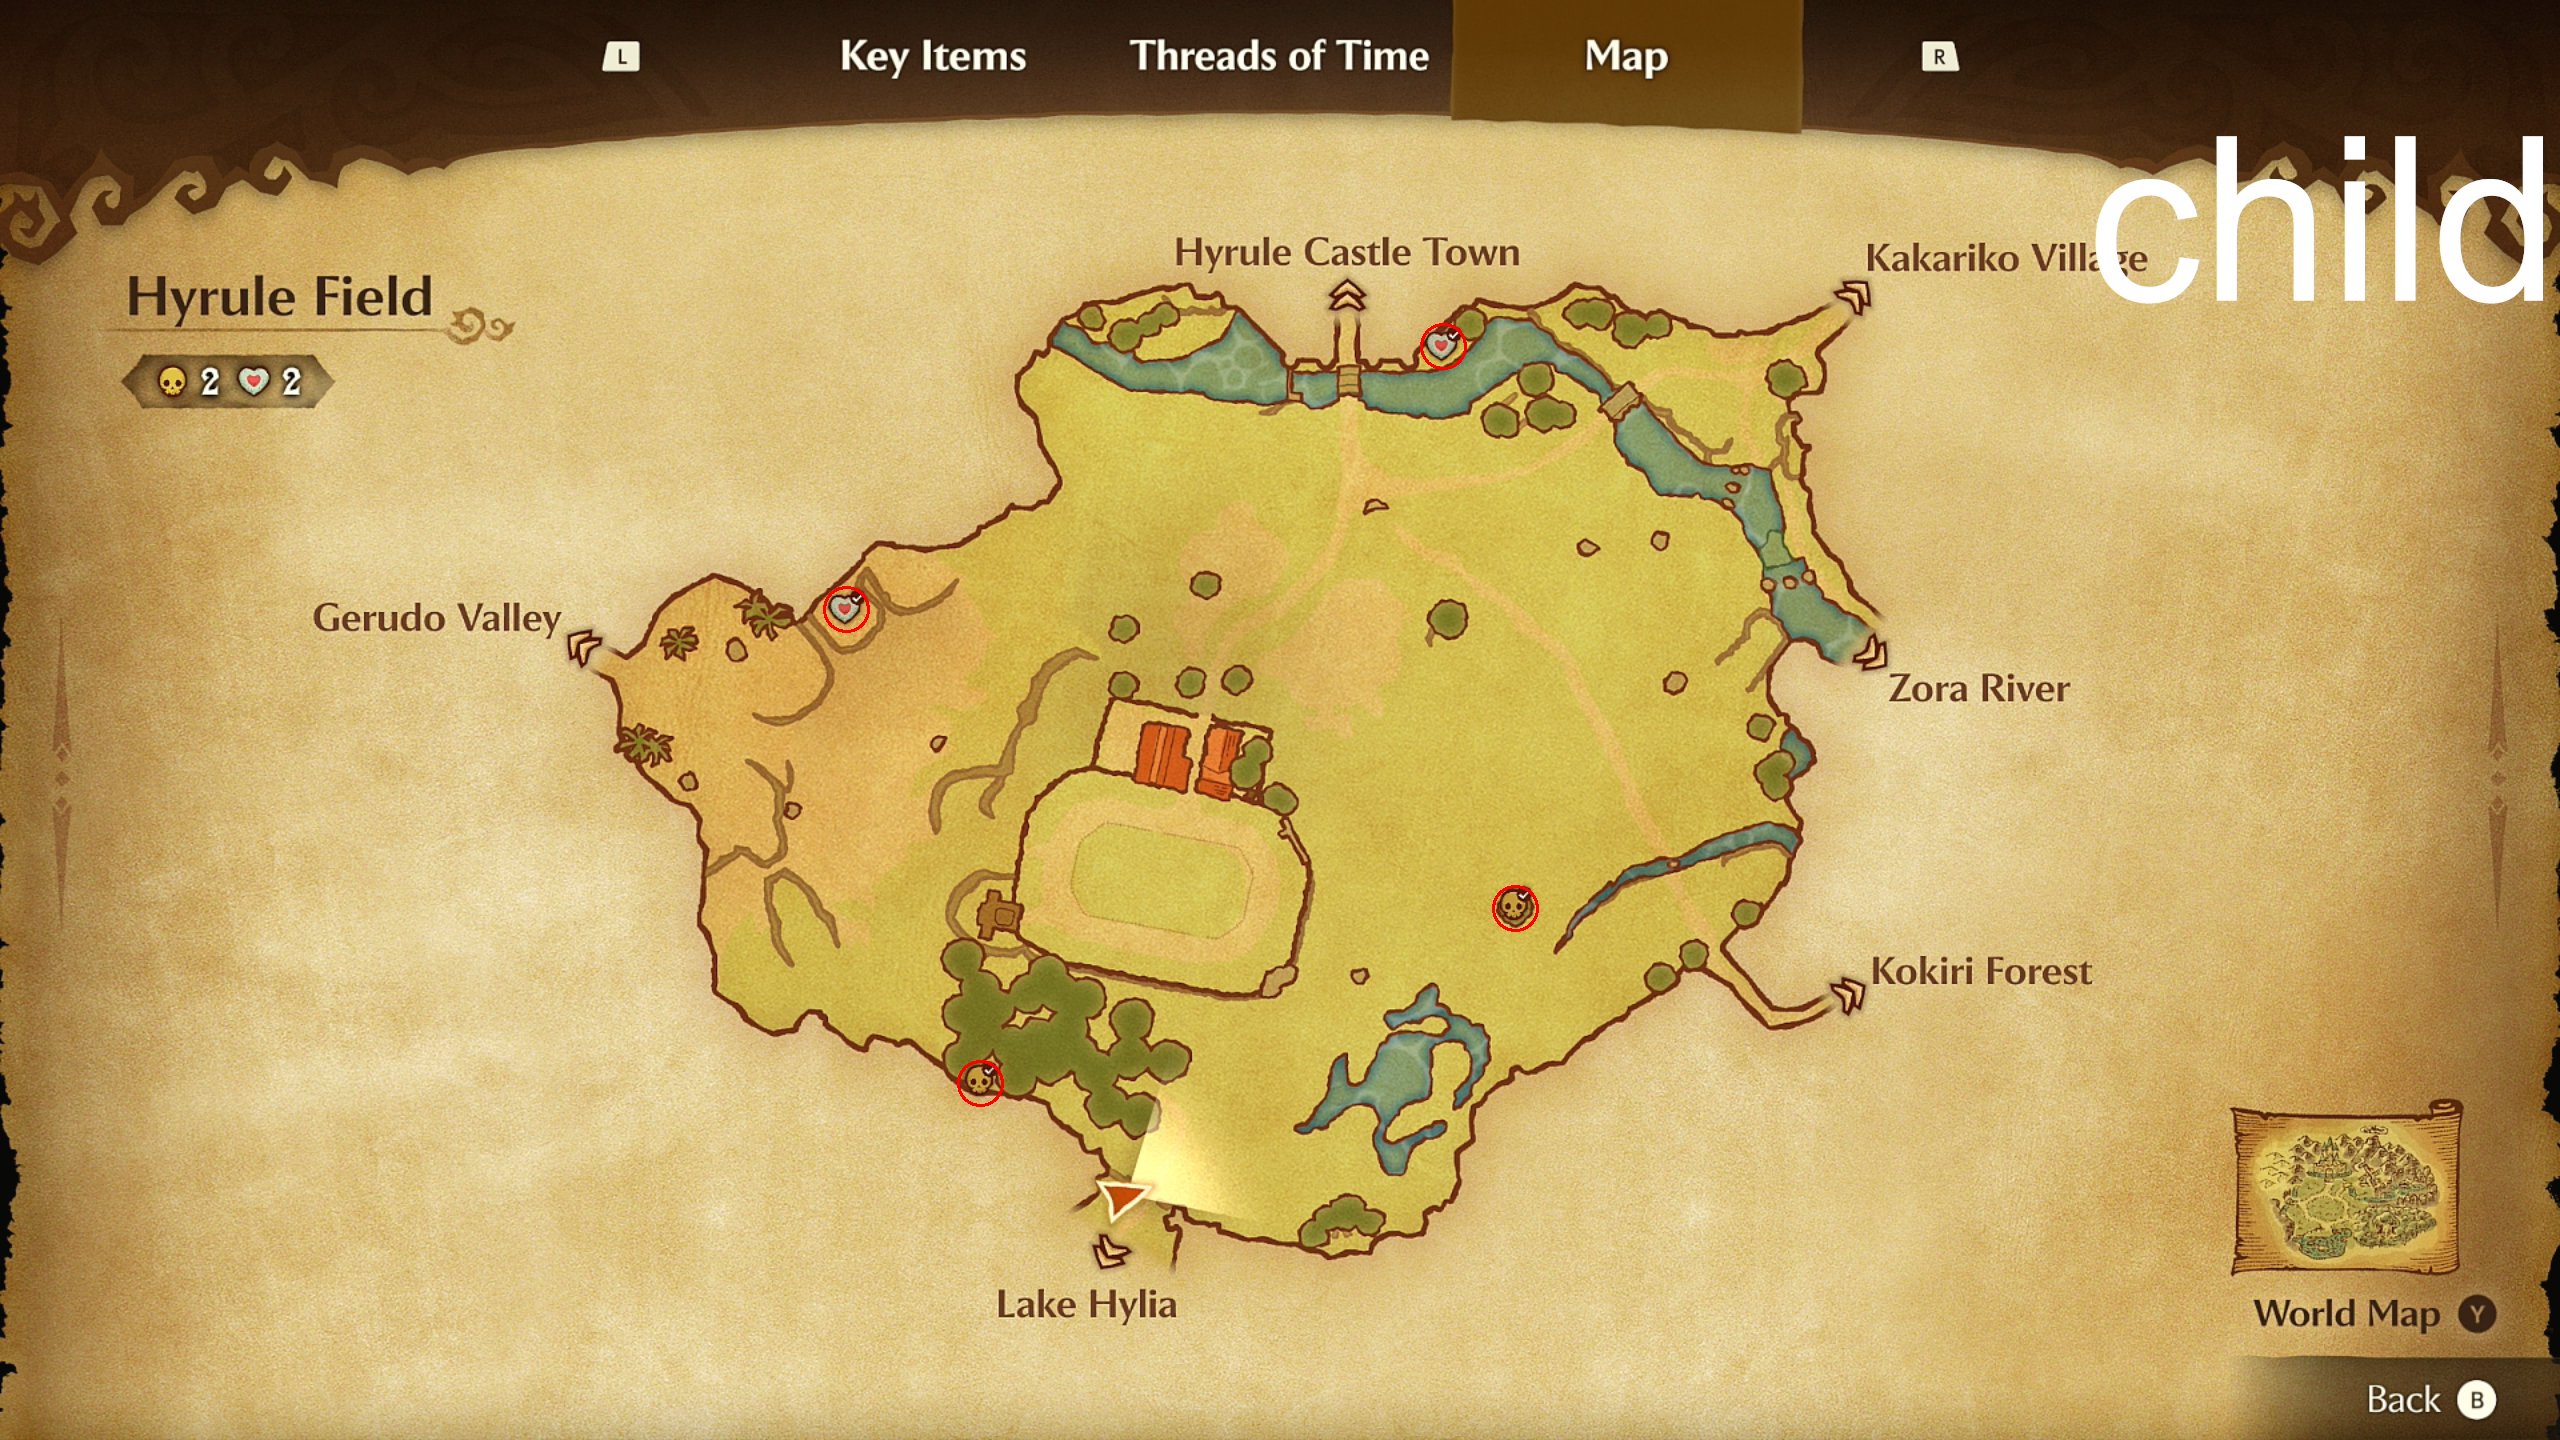 L Key Items Threads of Time Map R
child
Hyrule Castle Town
Kakariko Village
Hyrule Field
2 2
Gerudo Valley
Zora River
Kokiri Forest
Lake Hylia
World Map Y
Back B